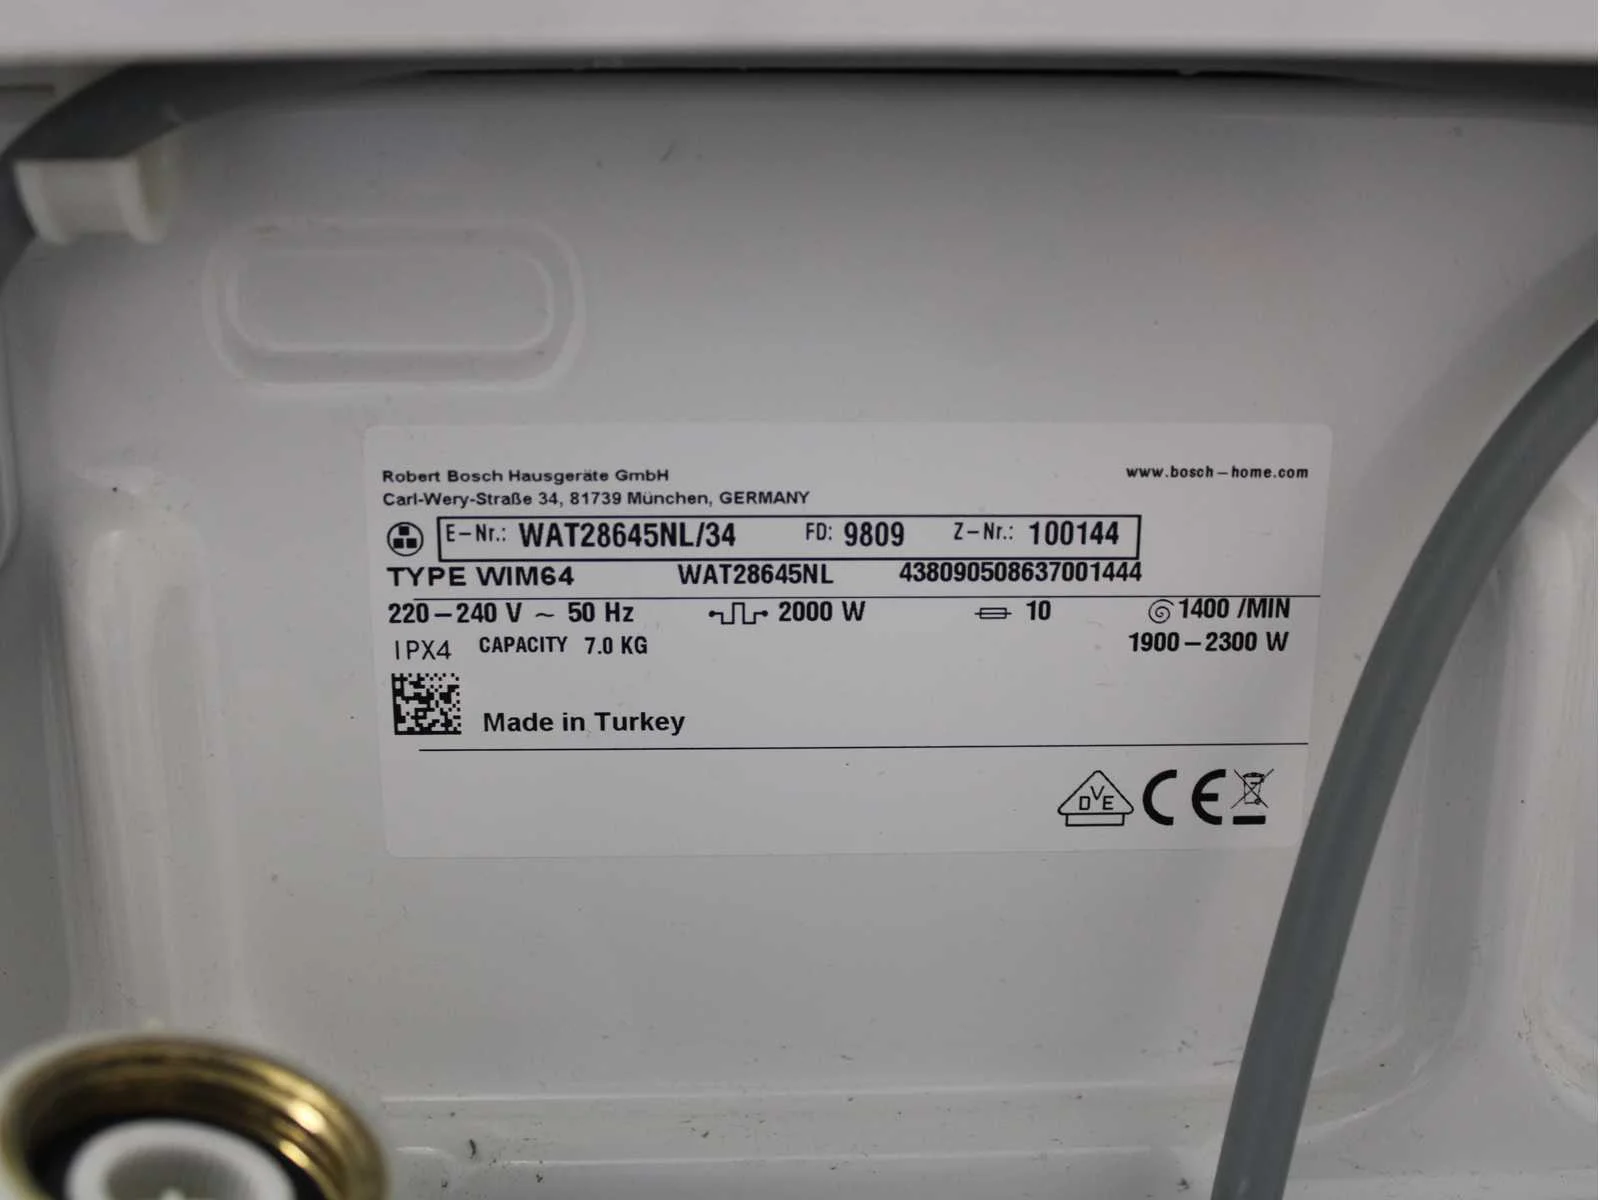 Robert Bosch Hausgeräte GmbH
www.bosch-home.com
Carl-Wery-Straße 34, 81739 München, GERMANY
E-Nr.: WAT28645NL/34 FD: 9809 Z-Nr.: 100144
TYPE WIM64 WAT28645NL 438090508637001444
220-240 V ~ 50 Hz 2000 W 10 1400 /MIN
IPX4 CAPACITY 7.0 KG 1900-2300 W
Made in Turkey
DVE CE